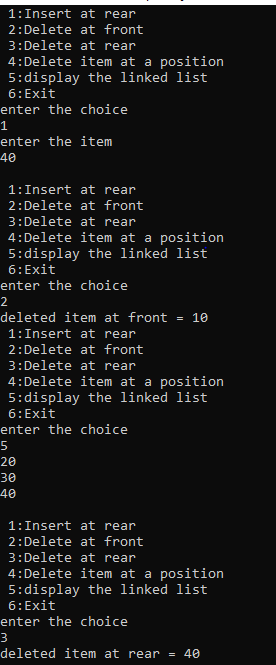 1:Insert at rear
2:Delete at front
3:Delete at rear
4:Delete item at a position
5:display the linked list
6:Exit
enter the choice
1
enter the item
40
1:Insert at rear
2:Delete at front
3:Delete at rear
4:Delete item at a position
5:display the linked list
6:Exit
enter the choice
2
deleted item at front = 10
1:Insert at rear
2:Delete at front
3:Delete at rear
4:Delete item at a position
5:display the linked list
6:Exit
enter the choice
5
20
30
40
1:Insert at rear
2:Delete at front
3:Delete at rear
4:Delete item at a position
5:display the linked list
6:Exit
enter the choice
3
deleted item at rear = 40